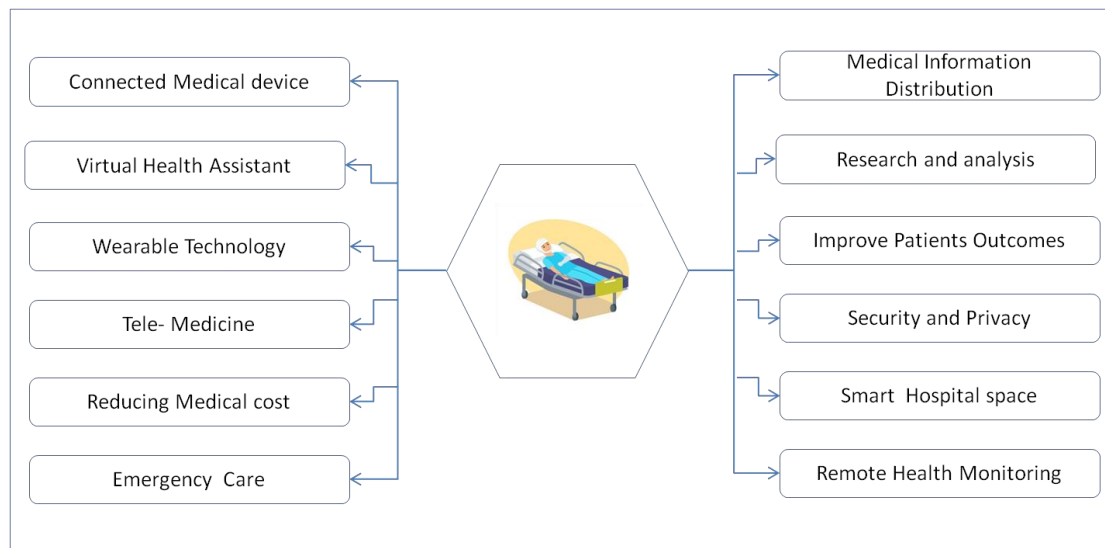 Connected Medical device
Virtual Health Assistant
Wearable Technology
Tele- Medicine
Reducing Medical cost
Emergency  Care
Medical Information
Distribution
Research and analysis
Improve Patients Outcomes
Security and Privacy
Smart  Hospital space
Remote Health Monitoring